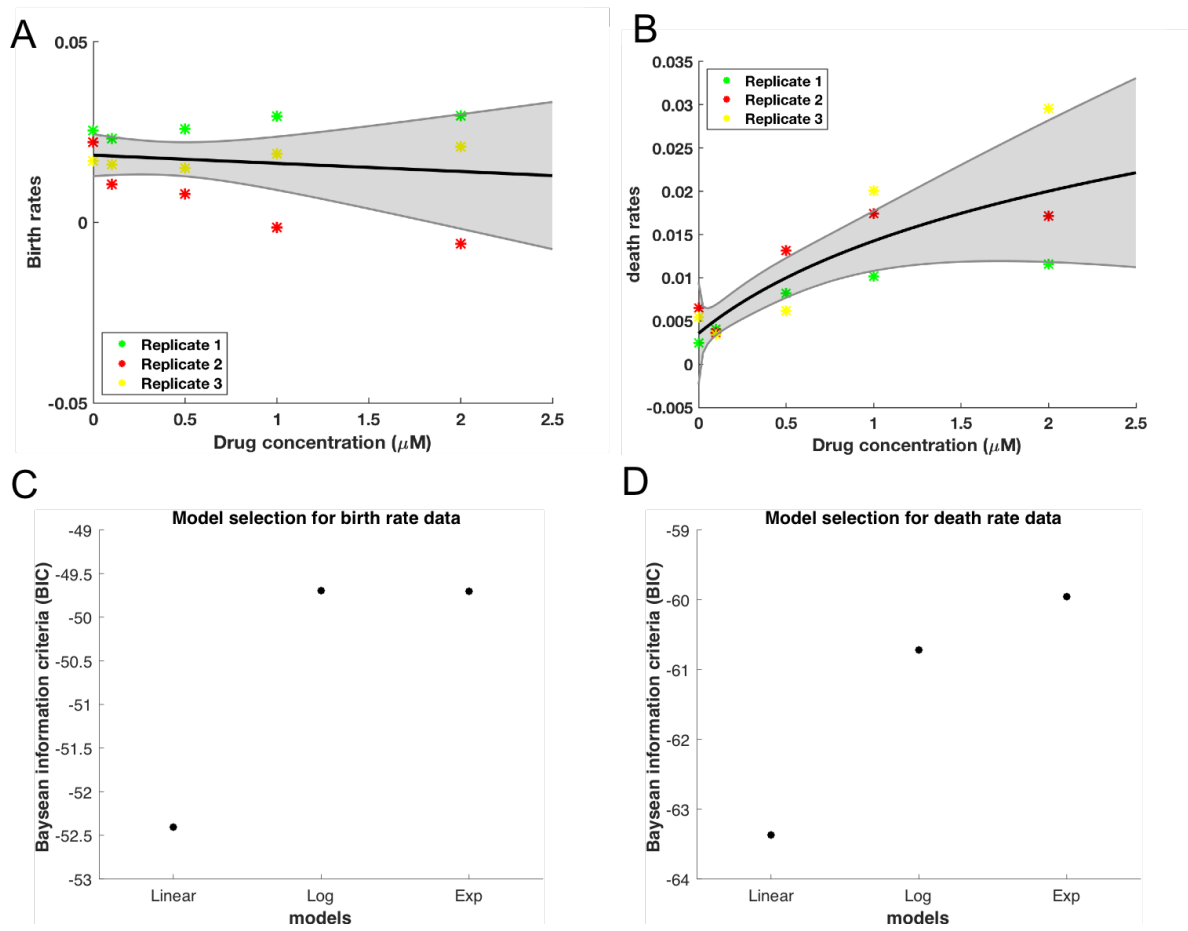 A
0.05
0
-0.05
Birth rates
Replicate 1
Replicate 2
Replicate 3
0 0.5 1 1.5 2 2.5
Drug concentration (μM)
B
0.035
0.03
0.025
0.02
0.015
0.01
0.005
0
-0.005
death rates
Replicate 1
Replicate 2
Replicate 3
0 0.5 1 1.5 2 2.5
Drug concentration (μM)
C
Model selection for birth rate data
-49
-49.5
-50
-50.5
-51
-51.5
-52
-52.5
-53
Baysean information criteria (BIC)
Linear Log Exp
models
D
Model selection for death rate data
-59
-60
-61
-62
-63
-64
Baysean information criteria (BIC)
Linear Log Exp
models